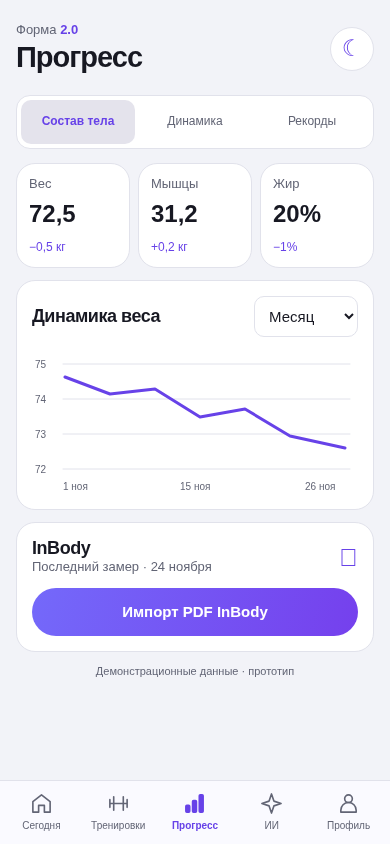 Форма 2.0
Прогресс
Состав тела
Динамика
Рекорды
Вес
Мышцы
Жир
72,5
31,2
20%
−0,5 кг
+0,2 кг
−1%
Динамика веса
Месяц
75
74
73
72
1 ноя
15 ноя
26 ноя
InBody
Последний замер · 24 ноября
Импорт PDF InBody
Демонстрационные данные · прототип
Сегодня
Тренировки
Прогресс
ИИ
Профиль